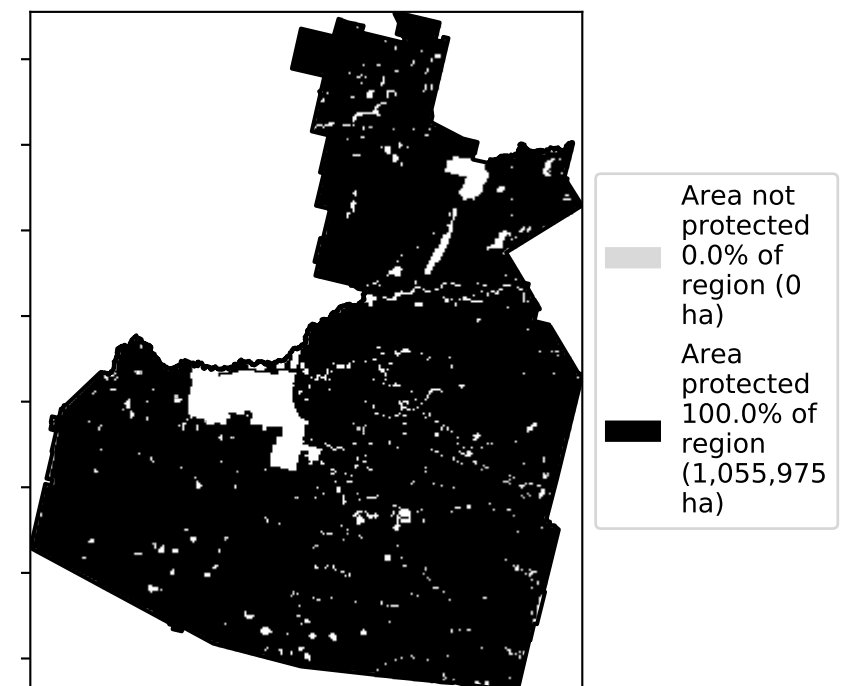 Area not
protected
0.0% of
region (0
ha)
Area
protected
100.0% of
region
(1,055,975
ha)